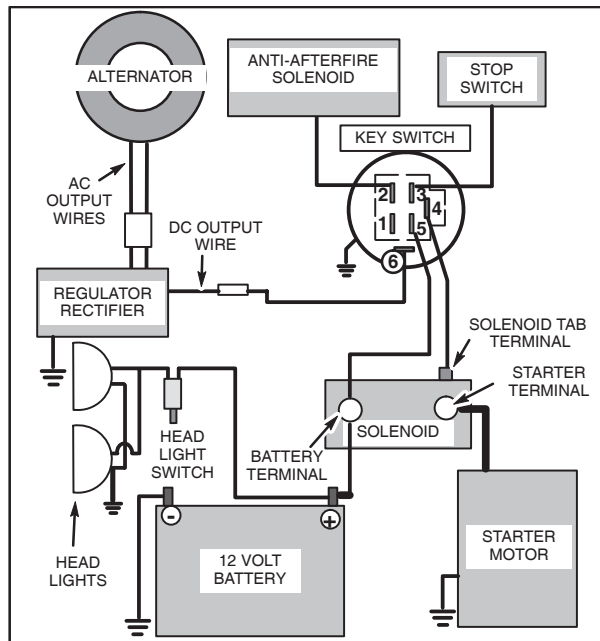 ALTERNATOR
ANTI-AFTERFIRE
SOLENOID
STOP
SWITCH
KEY SWITCH
2
3
4
1
5
6
AC
OUTPUT
WIRES
DC OUTPUT
WIRE
REGULATOR
RECTIFIER
SOLENOID TAB
TERMINAL
STARTER
TERMINAL
SOLENOID
BATTERY
TERMINAL
HEAD
LIGHT
SWITCH
HEAD
LIGHTS
-
+
12 VOLT
BATTERY
STARTER
MOTOR